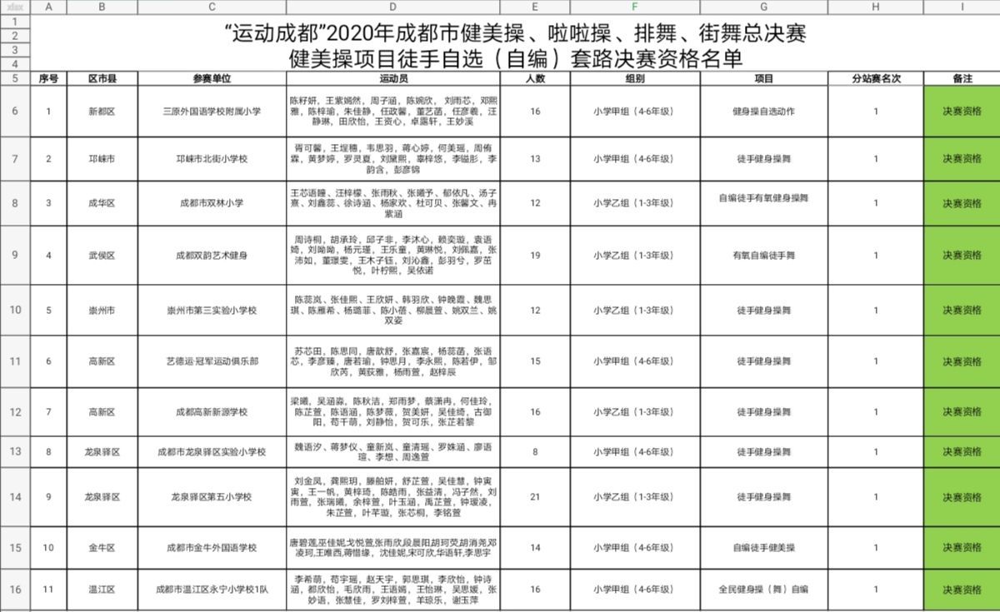 xlsx A B C D E F G H I
1
2
3
4
“运动成都”2020年成都市健美操、啦啦操、排舞、街舞总决赛
健美操项目徒手自选（自编）套路决赛资格名单
5 序号 区市县 参赛单位 运动员 人数 组别 项目 分站赛名次 备注
6 1 新都区 三原外国语学校附属小学
陈籽妍，王紫嫣然，周子涵，陈婉欣， 刘雨芯，邓熙
雅，陈梓瑜，朱佳静，任政馨，董艺菡，任彦羲，汪
静琳，田欣怡，王资心，卓露轩，王妙溪
16 小学甲组（4-6年级） 健身操自选动作 1 决赛资格
7 2 邛崃市 邛崃市北街小学校
胥可馨，王埕穗，韦思羽，蒋心婷，何美瑶，周侑
霖，黄梦婷，罗灵夏，刘黛熙，辜梓悠，李镒彤，李
韵含，彭彦锦
13 小学甲组（4-6年级） 徒手健身操舞 1 决赛资格
8 3 成华区 成都市双林小学
王芯语瞳、汪梓檬、张雨秋、张曦予、郁依凡、汤子
熹、刘鑫蕊、徐诗涵、杨家欢、杜可贝、张馨文、冉
紫涵
12 小学乙组（1-3年级） 自编徒手有氧健身操舞 1 决赛资格
9 4 武侯区 成都双韵艺术健身
周诗桐，胡承玲，邱子非，李沐心，赖奕璇，袁语
婍，刘呦呦，杨元瑾，王乐童，黄琳悦，刘佩嘉，张
沛如，董璟雯，王木子钰，刘沁鑫，彭羽兮，罗茁
悦，叶柠熙，吴依诺
19 小学乙组（1-3年级） 有氧自编徒手舞 1 决赛资格
10 5 崇州市 崇州市第三实验小学校
陈蕊岚、张佳熙、王欣妍、韩羽欣、钟晚霞、魏思
琪、陈雁希、杨璐菲、陈小蓓、柳晨萱、姚双兰、姚
双姿
12 小学乙组（1-3年级） 徒手健身操舞 1 决赛资格
11 6 高新区 艺德运·冠军运动俱乐部
苏芯田，陈思同，唐歆舒，张嘉宸，杨蕊菡，张语
芯，李彦臻，唐若瑜，钟思月，李永熙，陈若伊，邹
欣芮，黄荻雅，杨雨萱，赵梓辰
15 小学甲组（4-6年级） 徒手健身操舞 1 决赛资格
12 7 高新区 成都高新新源学校
梁曦，吴涵淼，陈秋洁，郑雨梦，蔡潇冉，何佳玲，
陈芷萱，陈语涵，陈梦薇，贺美妍，吴佳绮，古御
阳，苟千萌，刘静怡，贺可乐，张芷若黎
16 小学乙组（1-3年级） 徒手健身操舞 1 决赛资格
13 8 龙泉驿区 成都市龙泉驿区实验小学校
魏语汐、蒋梦仪、童新岚、童清瑶、罗姝涵、廖语
瑄、李想、周逸萱
8 小学甲组（4-6年级） 徒手健身操舞 1 决赛资格
14 9 龙泉驿区 龙泉驿区第五小学校
刘金凤，龚熙玥，滕舶妍，舒芷萱，吴佳慧，钟寅
寅，王一帆，黄梓琦，陈皓雨，张益清，冯子然，刘
雨萱，张瑞曦，余梓萱，叶玉涵，禹芷萱，钟瑷凌，
朱芷萱，叶芊璇，张芯桐，李铭萱
21 小学乙组（1-3年级） 徒手健身操舞 1 决赛资格
15 10 金牛区 成都市金牛外国语学校
唐碧莲,巫佳妮,戈悦萱,张雨欣,段晨阳,胡珂荧,胡消尧,邓
凌珂,王唯西,蒋惜缘，沈佳妮,宋可欣,华语轩,李思宇
14 小学甲组（4-6年级） 自编徒手健美操 1 决赛资格
16 11 温江区 成都市温江区永宁小学校1队
李希萌，苟宇瑶，赵天宇，郭思琪，李欣怡，钟诗
涵，都欣怡，毛欣雨，王语嫣，王怡琳，吴思媛，张
妙语，张慧佳，罗刘梓萱，羊琼乐，谢玉萍
16 小学甲组（4-6年级） 全民健身操（舞）自编 1 决赛资格